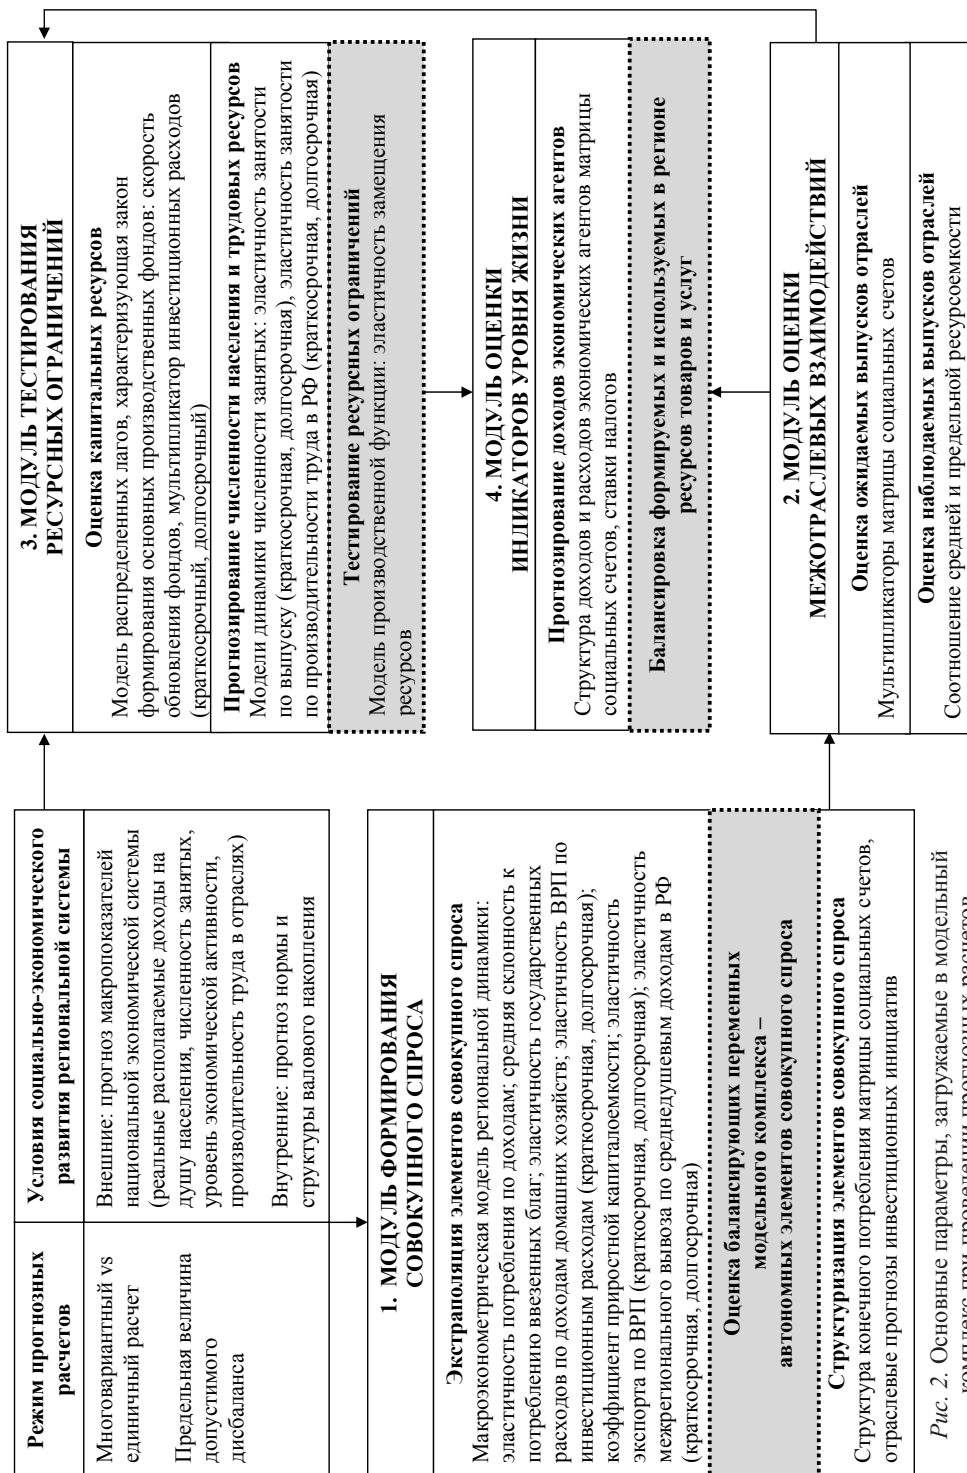 Режим прогнозных
расчетов
Многовариантный vs
единичный расчет
Предельная величина
допустимого
дисбаланса
Условия социально-экономического
развития региональной системы
Внешние: прогноз макропоказателей
национальной экономической системы
(реальные располагаемые доходы на
душу населения, численность занятых,
уровень экономической активности,
производительность труда в отраслях)
Внутренние: прогноз нормы и
структуры валового накопления
1. МОДУЛЬ ФОРМИРОВАНИЯ
СОВОКУПНОГО СПРОСА
Экстраполяция элементов совокупного спроса
Макроэконометрическая модель региональной динамики:
эластичность потребления по доходам; средняя склонность к
потреблению ввезенных благ; эластичность государственных
расходов по доходам домашних хозяйств; эластичность ВРП по
инвестиционным расходам (краткосрочная, долгосрочная);
коэффициент приростной капиталоемкости; эластичность
экспорта по ВРП (краткосрочная, долгосрочная); эластичность
межрегионального вывоза по среднедушевым доходам в РФ
(краткосрочная, долгосрочная)
Оценка балансирующих переменных
модельного комплекса –
автономных элементов совокупного спроса
Структуризация элементов совокупного спроса
Структура конечного потребления матрицы социальных счетов,
отраслевые прогнозы инвестиционных инициатив
3. МОДУЛЬ ТЕСТИРОВАНИЯ
РЕСУРСНЫХ ОГРАНИЧЕНИЙ
Оценка капитальных ресурсов
Модель распределенных лагов, характеризующая закон
формирования основных производственных фондов: скорость
обновления фондов, мультипликатор инвестиционных расходов
(краткосрочный, долгосрочный)
Прогнозирование численности населения и трудовых ресурсов
Модели динамики численности занятых: эластичность занятости
по выпуску (краткосрочная, долгосрочная), эластичность занятости
по производительности труда в РФ (краткосрочная, долгосрочная)
Тестирование ресурсных ограничений
Модель производственной функции: эластичность замещения
ресурсов
4. МОДУЛЬ ОЦЕНКИ
ИНДИКАТОРОВ УРОВНЯ ЖИЗНИ
Прогнозирование доходов экономических агентов
Структура доходов и расходов экономических агентов матрицы
социальных счетов, ставки налогов
Балансировка формируемых и используемых в регионе
ресурсов товаров и услуг
2. МОДУЛЬ ОЦЕНКИ
МЕЖОТРАСЛЕВЫХ ВЗАИМОДЕЙСТВИЙ
Оценка ожидаемых выпусков отраслей
Мультипликаторы матрицы социальных счетов
Оценка наблюдаемых выпусков отраслей
Соотношение средней и предельной ресурсоемкости
Рис. 2. Основные параметры, загружаемые в модельный
комплекс при проведении прогнозных расчетов